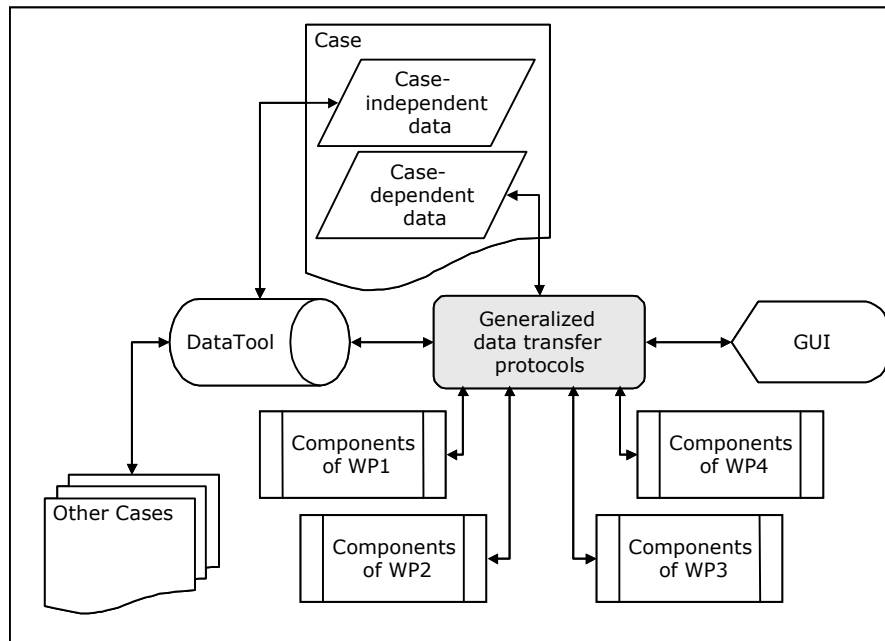 Case
Case-
independent
data
Case-
dependent
data
DataTool
Generalized
data transfer
protocols
GUI
Components
of WP1
Components
of WP4
Other Cases
Components
of WP2
Components
of WP3